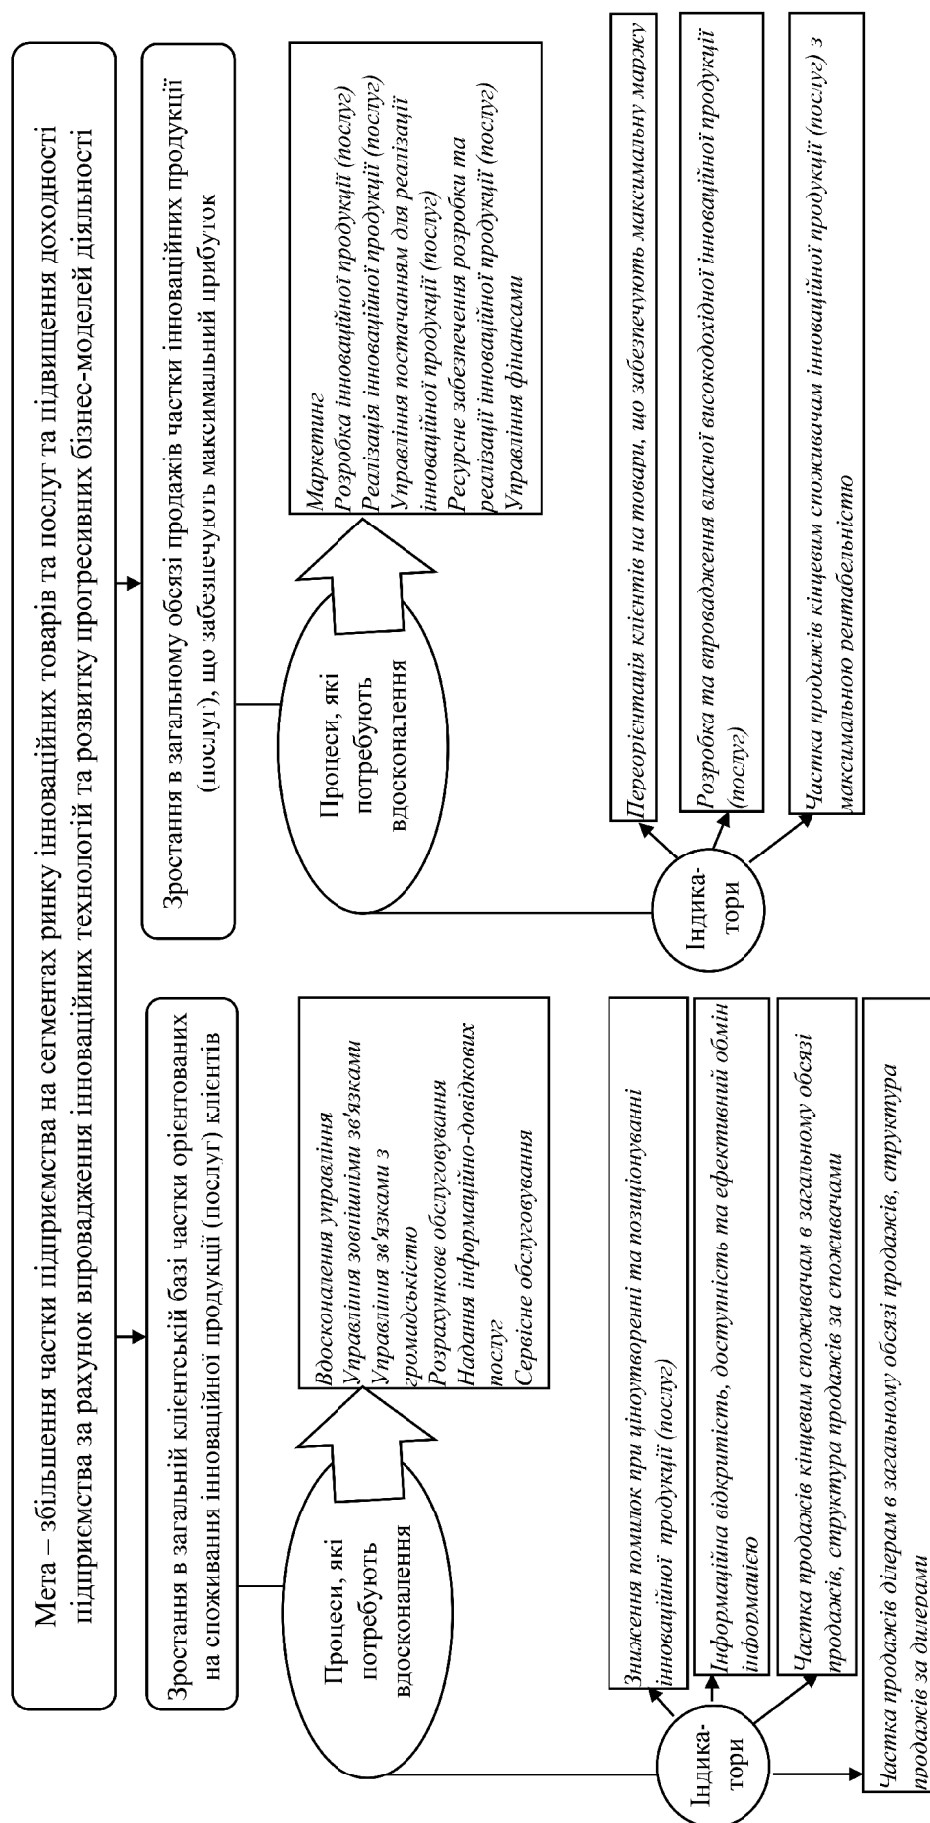 Мета – збільшення частки підприємства на сегментах ринку інноваційних товарів та послуг та підвищення доходності
підприємства за рахунок впровадження інноваційних технологій та розвитку прогресивних бізнес-моделей діяльності
Зростання в загальній клієнтській базі частки орієнтованих
на споживання інноваційної продукції (послуг) клієнтів
Процеси, які
потребують
вдосконалення
Вдосконалення управління
Управління зовнішніми зв'язками
Управління зв'язками з
громадськістю
Розрахункове обслуговування
Надання інформаційно-довідкових
послуг
Сервісне обслуговування
Індика-
тори
Зниження помилок при ціноутворенні та позиціонуванні
інноваційної продукції (послуг)
Інформаційна відкритість, доступність та ефективний обмін
інформацією
Частка продажів кінцевим споживачам в загальному обсязі
продажів, структура продажів за споживачами
Частка продажів ділерам в загальному обсязі продажів, структура
продажів за дилерами
Зростання в загальному обсязі продажів частки інноваційних продукції
(послуг), що забезпечують максимальний прибуток
Процеси, які
потребують
вдосконалення
Маркетинг
Розробка інноваційної продукції (послуг)
Реалізація інноваційної продукції (послуг)
Управління постачанням для реалізації
інноваційної продукції (послуг)
Ресурсне забезпечення розробки та
реалізації інноваційної продукції (послуг)
Управління фінансами
Індика-
тори
Переорієнтація клієнтів на товари, що забезпечують максимальну маржу
Розробка та впровадження власної високодохідної інноваційної продукції
(послуг)
Частка продажів кінцевим споживачам інноваційної продукції (послуг) з
максимальною рентабельністю